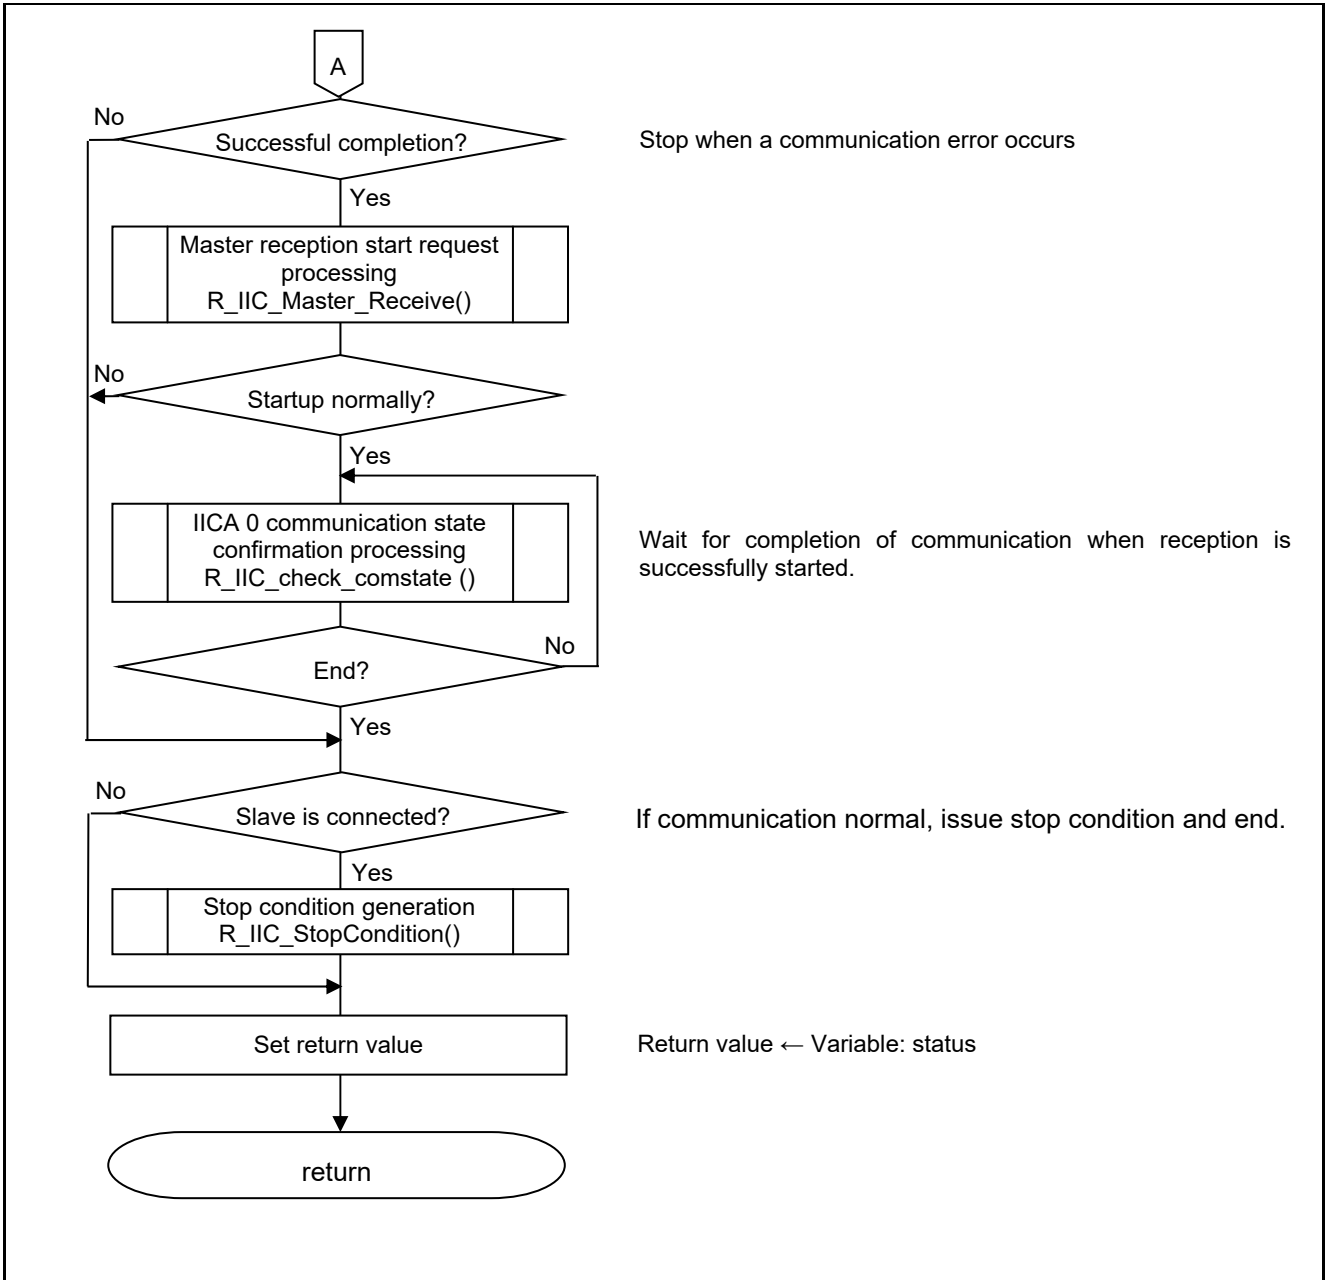 A
No
Successful completion?
Stop when a communication error occurs
Yes
Master reception start request
processing
R_IIC_Master_Receive()
No
Startup normally?
Yes
IICA 0 communication state
confirmation processing
R_IIC_check_comstate ()
Wait for completion of communication when reception is
successfully started.
No
End?
Yes
No
Slave is connected?
If communication normal, issue stop condition and end.
Yes
Stop condition generation
R_IIC_StopCondition()
Set return value
Return value ← Variable: status
return